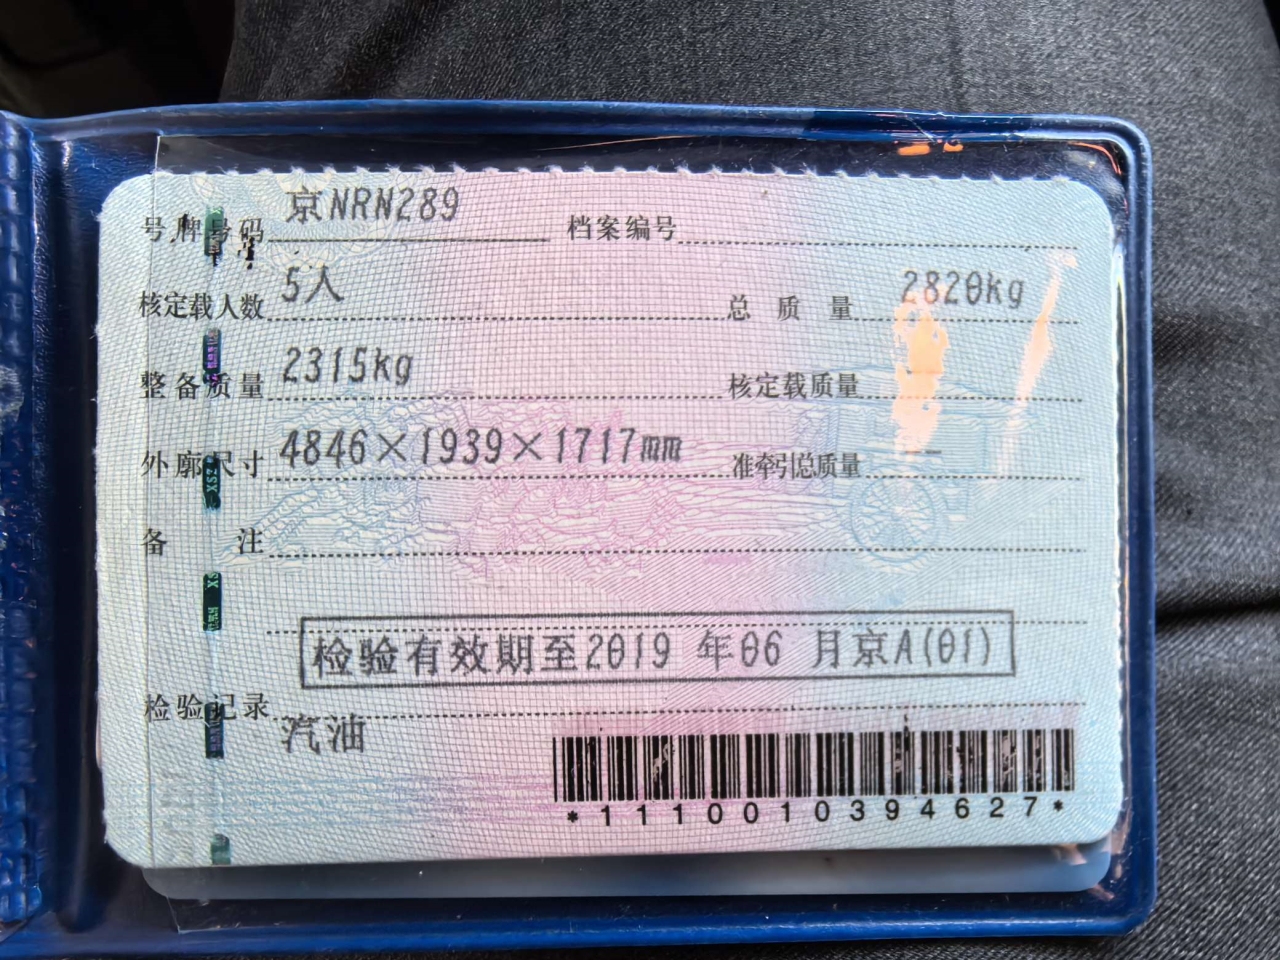 号牌号码 京NRN289 档案编号
核定载人数 5人 总质量 2820kg
整备质量 2315kg 核定载质量
外廓尺寸 4846×1939×1717mm 准牵引总质量 —
备注
检验有效期至2019 年06 月京A(01)
检验记录
汽油
*1110010394627*